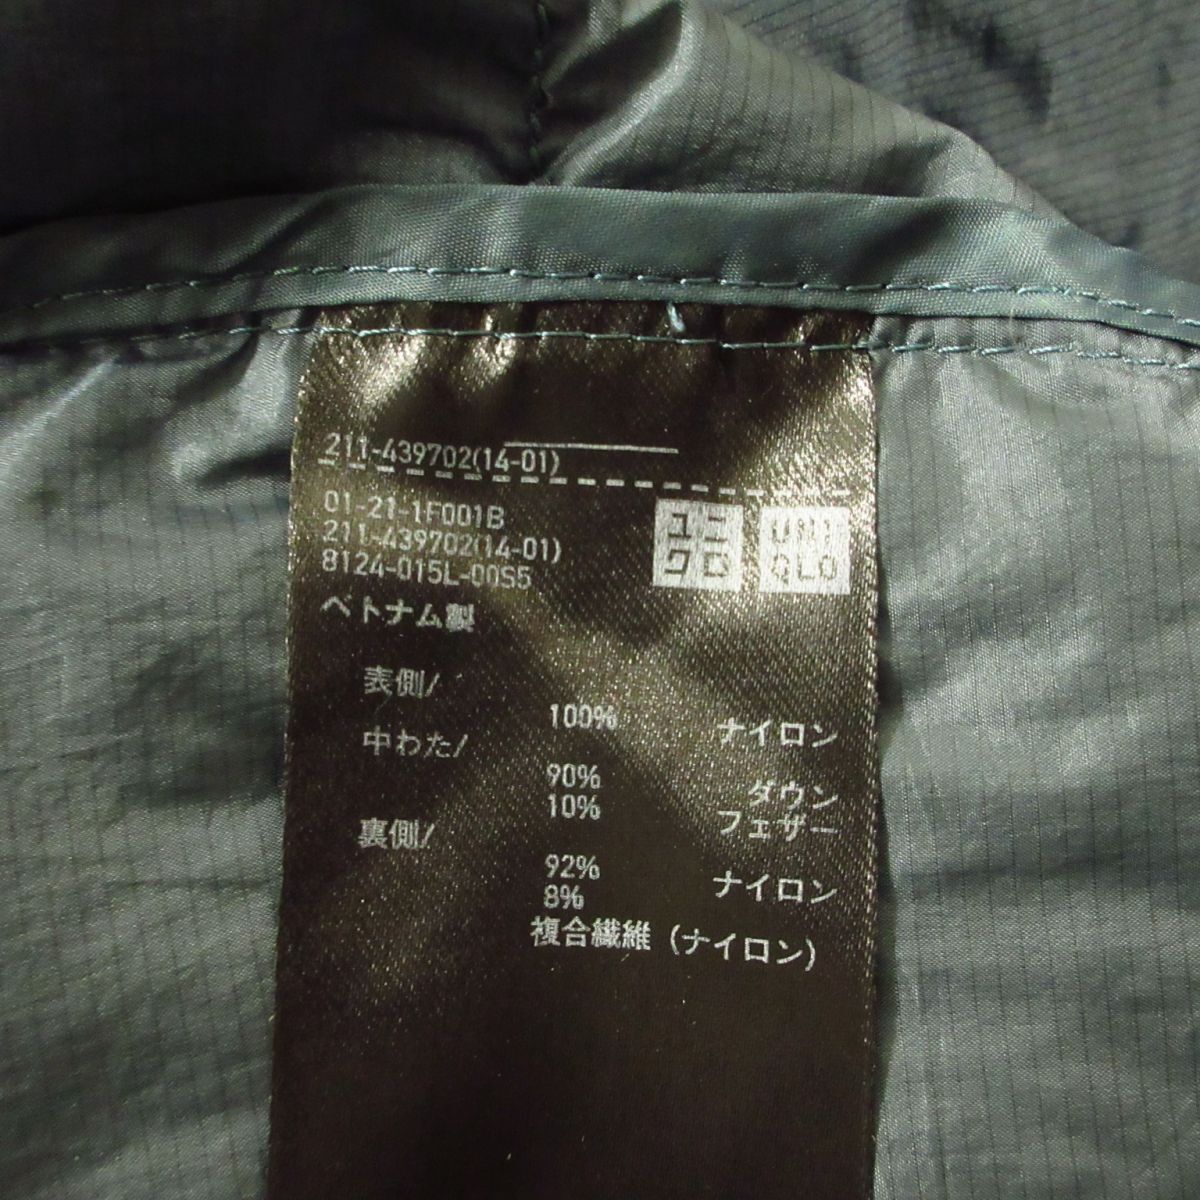 211-439702(14-01)
01-21-1F001B
211-439702(14-01)
8124-015L-00S5
ベトナム製
ユニ
クロ
UNI
QLO
表側/
100% ナイロン
中わた/
90% ダウン
10% フェザー
裏側/
92% ナイロン
8%
複合繊維 (ナイロン)